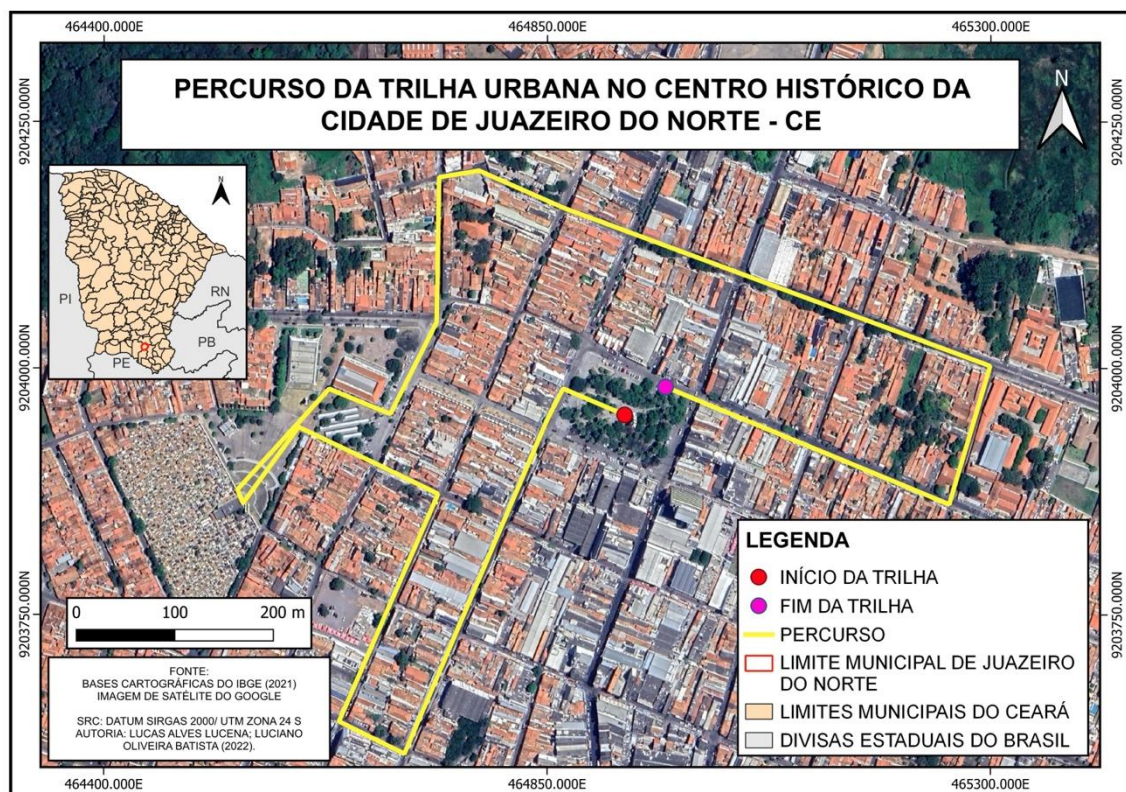 464400.000E 464850.000E 465300.000E
PERCURSO DA TRILHA URBANA NO CENTRO HISTÓRICO DA
CIDADE DE JUAZEIRO DO NORTE - CE
N
9204250.000N
9204250.000N
N
PI
RN
PB
PE
9204000.000N
9204000.000N
LEGENDA
INÍCIO DA TRILHA
FIM DA TRILHA
PERCURSO
LIMITE MUNICIPAL DE JUAZEIRO
DO NORTE
LIMITES MUNICIPAIS DO CEARÁ
DIVISAS ESTADUAIS DO BRASIL
9203750.000N
9203750.000N
0 100 200 m
FONTE:
BASES CARTOGRÁFICAS DO IBGE (2021)
IMAGEM DE SATÉLITE DO GOOGLE
SRC: DATUM SIRGAS 2000/ UTM ZONA 24 S
AUTORIA: LUCAS ALVES LUCENA; LUCIANO
OLIVEIRA BATISTA (2022).
464400.000E 464850.000E 465300.000E